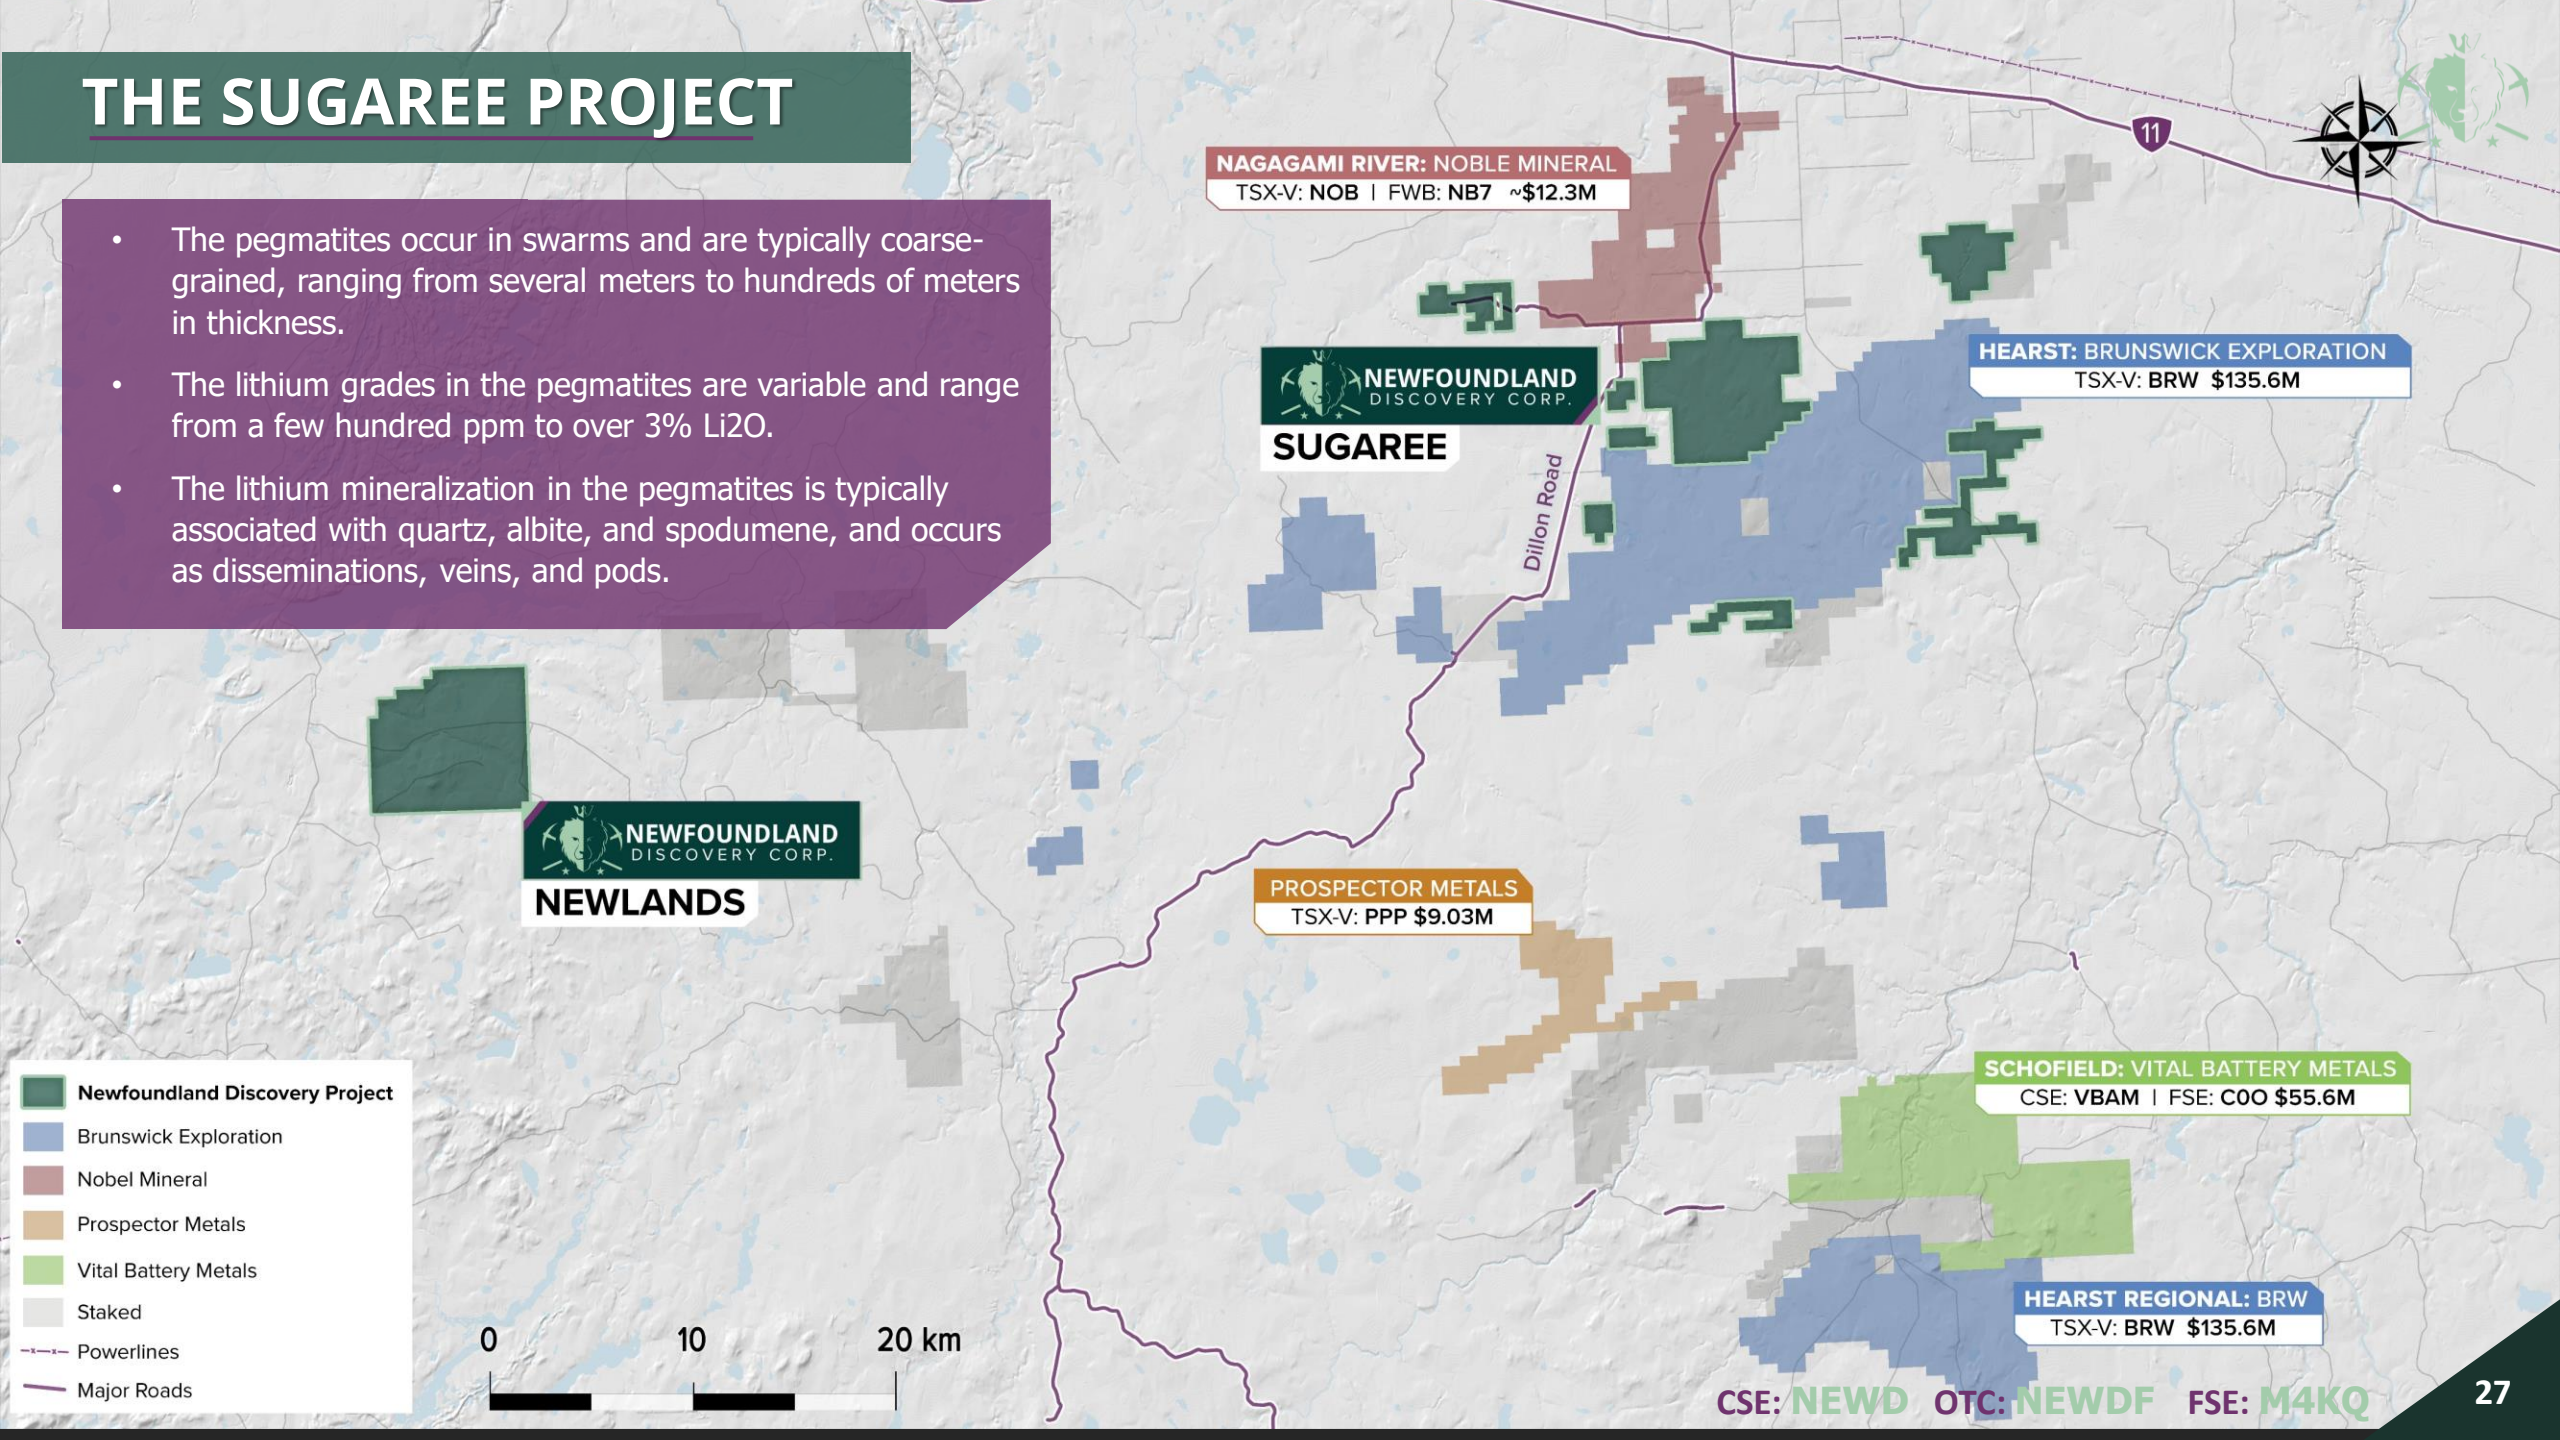 THE SUGAREE PROJECT
• The pegmatites occur in swarms and are typically coarse-
grained, ranging from several meters to hundreds of meters
in thickness.
• The lithium grades in the pegmatites are variable and range
from a few hundred ppm to over 3% Li2O.
• The lithium mineralization in the pegmatites is typically
associated with quartz, albite, and spodumene, and occurs
as disseminations, veins, and pods.
11
NAGAGAMI RIVER: NOBLE MINERAL
TSX-V: NOB | FWB: NB7 ~$12.3M
HEARST: BRUNSWICK EXPLORATION
TSX-V: BRW $135.6M
NEWFOUNDLAND
DISCOVERY CORP.
SUGAREE
Dillon Road
NEWFOUNDLAND
DISCOVERY CORP.
NEWLANDS
PROSPECTOR METALS
TSX-V: PPP $9.03M
SCHOFIELD: VITAL BATTERY METALS
CSE: VBAM | FSE: C0O $55.6M
HEARST REGIONAL: BRW
TSX-V: BRW $135.6M
Newfoundland Discovery Project
Brunswick Exploration
Nobel Mineral
Prospector Metals
Vital Battery Metals
Staked
Powerlines
Major Roads
0 10 20 km
CSE: NEWD OTC: NEWDF FSE: M4KQ
27